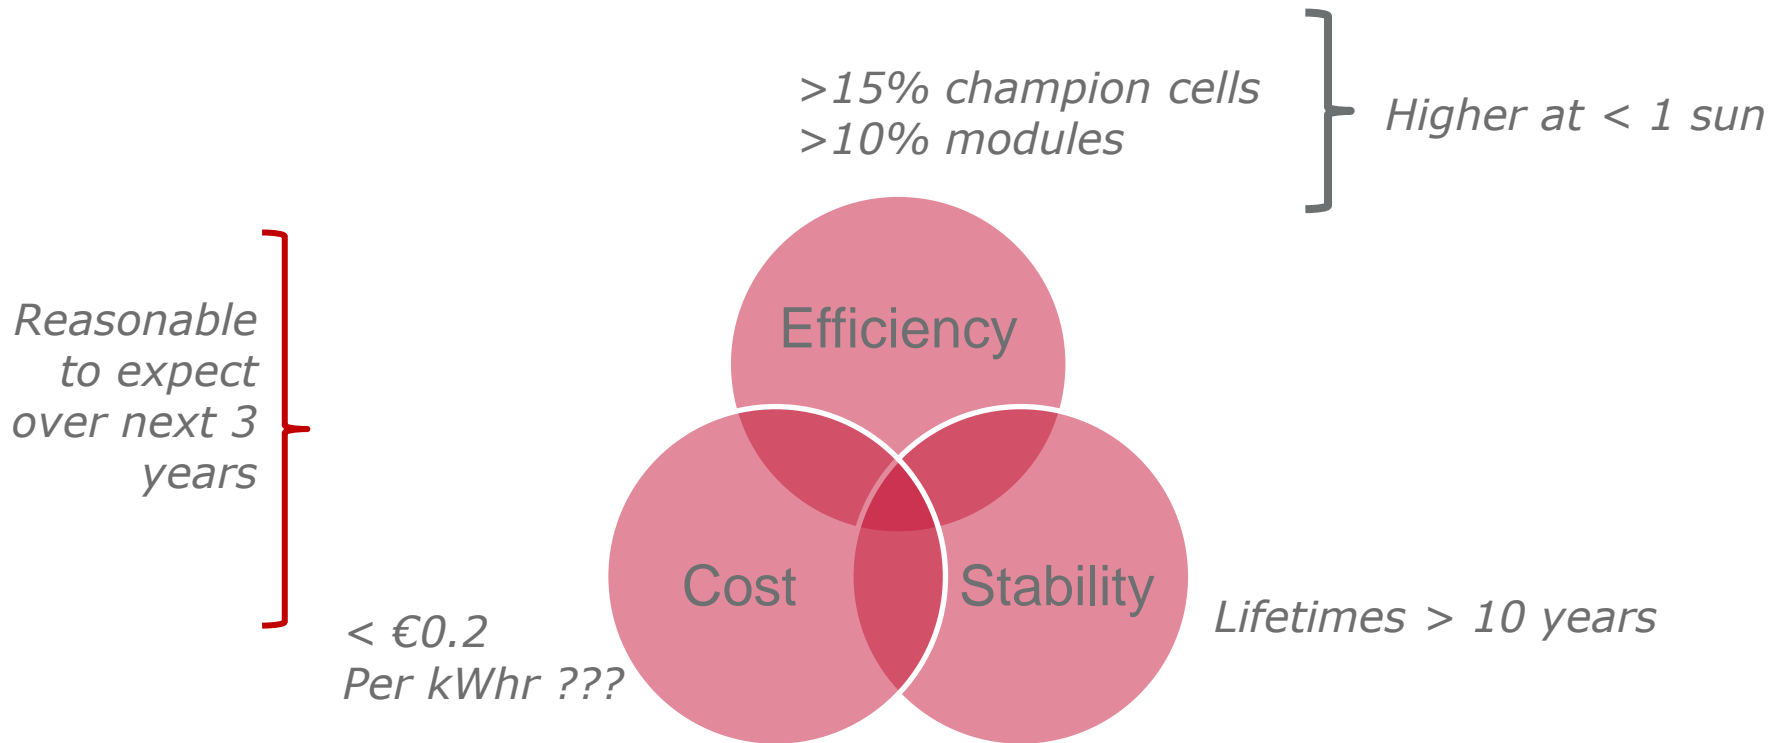 >15% champion cells
>10% modules
Higher at < 1 sun
Reasonable
to expect
over next 3
years
Efficiency
Cost
Stability
< €0.2
Per kWhr ???
Lifetimes > 10 years